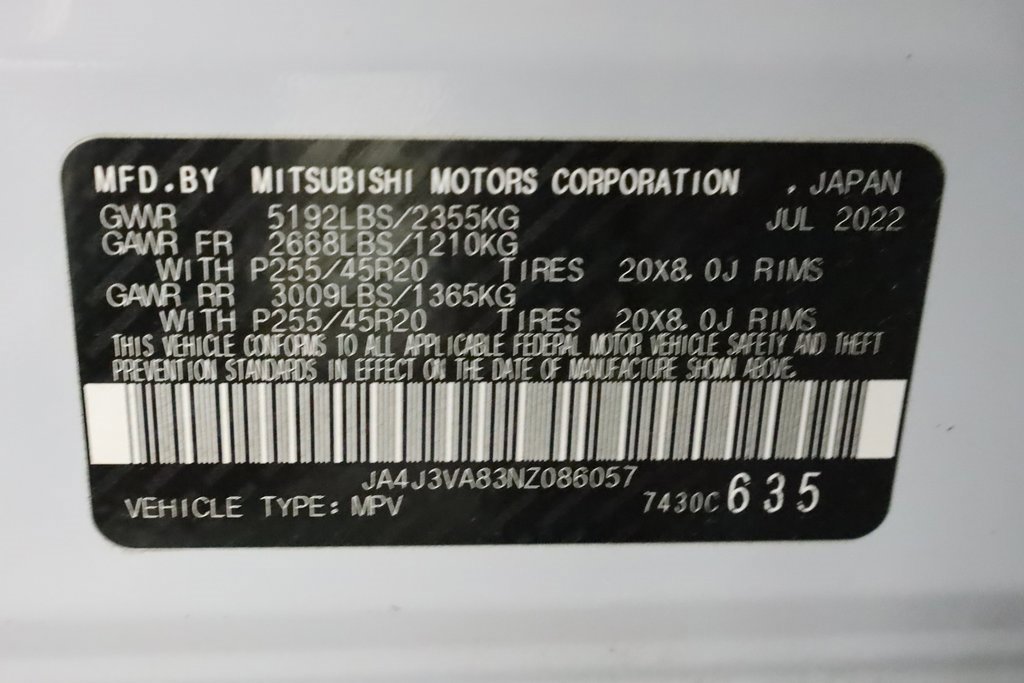 MFD.BY MITSUBISHI MOTORS CORPORATION , JAPAN
GVWR 5192LBS/2355KG JUL 2022
GAWR FR 2668LBS/1210KG
WITH P255/45R20 TIRES 20X8.0J RIMS
GAWR RR 3009LBS/1365KG
WITH P255/45R20 TIRES 20X8.0J RIMS
THIS VEHICLE CONFORMS TO ALL APPLICABLE FEDERAL MOTOR VEHICLE SAFETY AND THEFT
PREVENTION STANDARDS IN EFFECT ON THE DATE OF MANUFACTURE SHOWN ABOVE.
JA4J3VA83NZ086057
VEHICLE TYPE: MPV 7430C 635